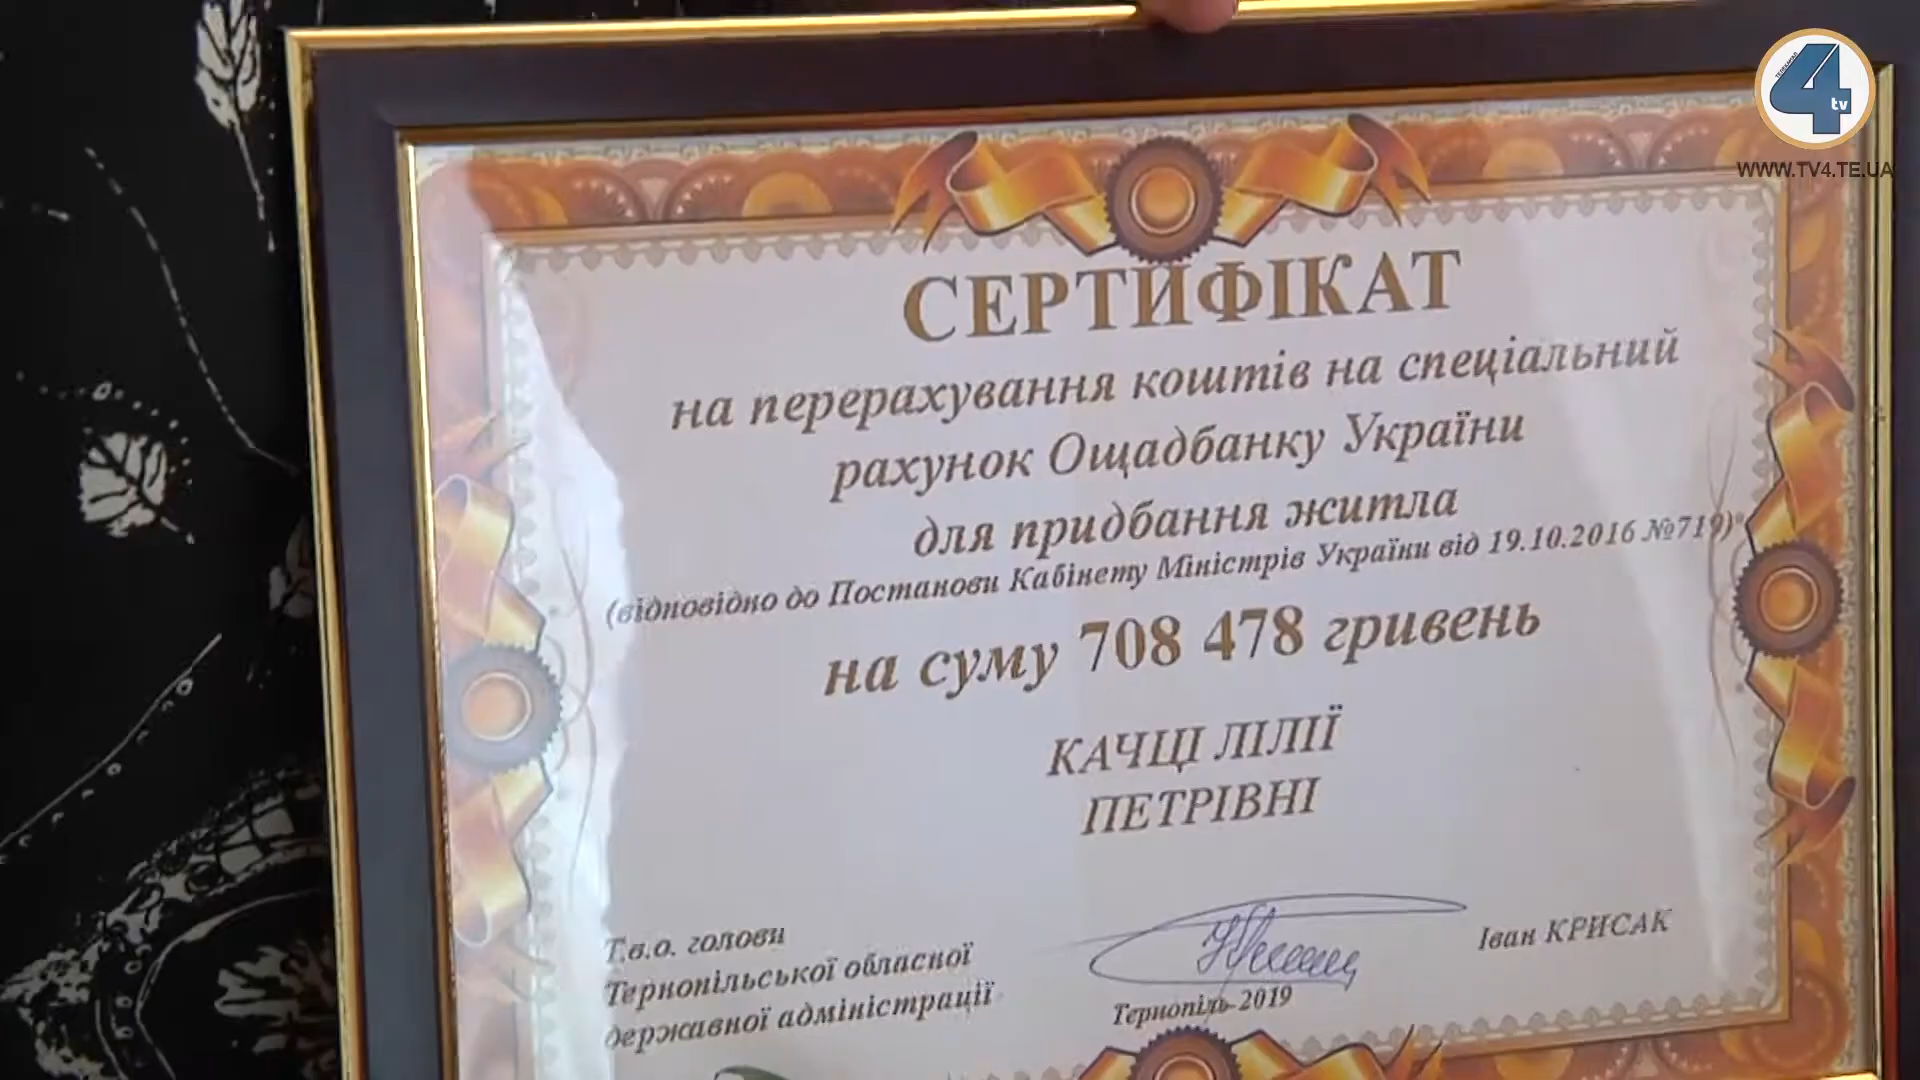 4
tv
WWW.TV4.TE.UA
СЕРТИФІКАТ
на перерахування коштів на спеціальний
рахунок Ощадбанку України
для придбання житла
(відповідно до Постанови Кабінету Міністрів України від 19.10.2016 №719)
на суму 708 478 гривень
КАЧЦІ ЛІЛІЇ
ПЕТРІВНІ
Т.в.о. голови
Тернопільської обласної
державної адміністрації
Іван КРИСАК
Тернопіль-2019